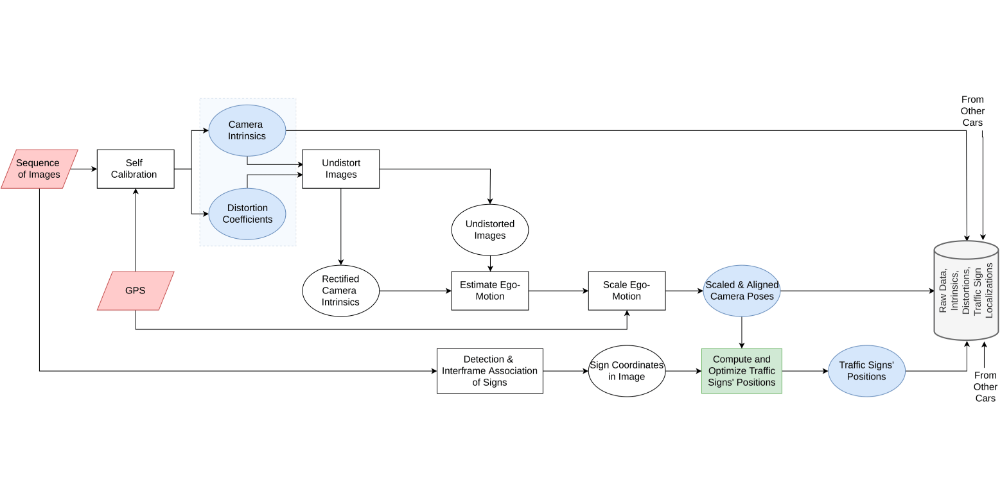 From
Other
Cars
Camera
Intrinsics
Sequence
of Images
Self
Calibration
Undistort
Images
Distortion
Coefficients
Undistorted
Images
GPS
Rectified
Camera
Intrinsics
Estimate Ego-
Motion
Scale Ego-
Motion
Scaled & Aligned
Camera Poses
Raw Data,
Intrinsics,
Distortions,
Traffic Sign
Localizations
Detection &
Interframe Association
of Signs
Sign Coordinates
in Image
Compute and
Optimize Traffic
Signs' Positions
Traffic Signs'
Positions
From
Other
Cars